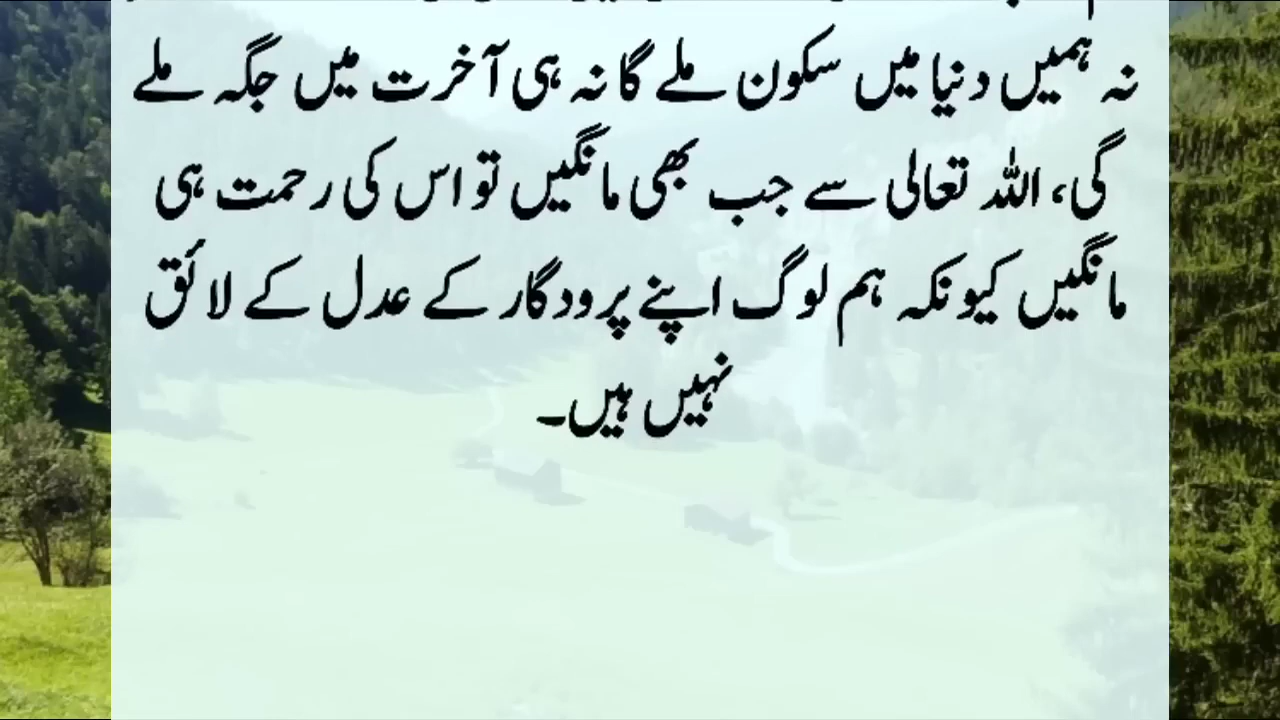 نہ ہمیں دنیا میں سکون ملے گا نہ ہی آخرت میں جگہ ملے
گی، اللہ تعالی سے جب بھی مانگیں تو اس کی رحمت ہی
مانگیں کیونکہ ہم لوگ اپنے پرودگار کے عدل کے لائق
نہیں ہیں۔